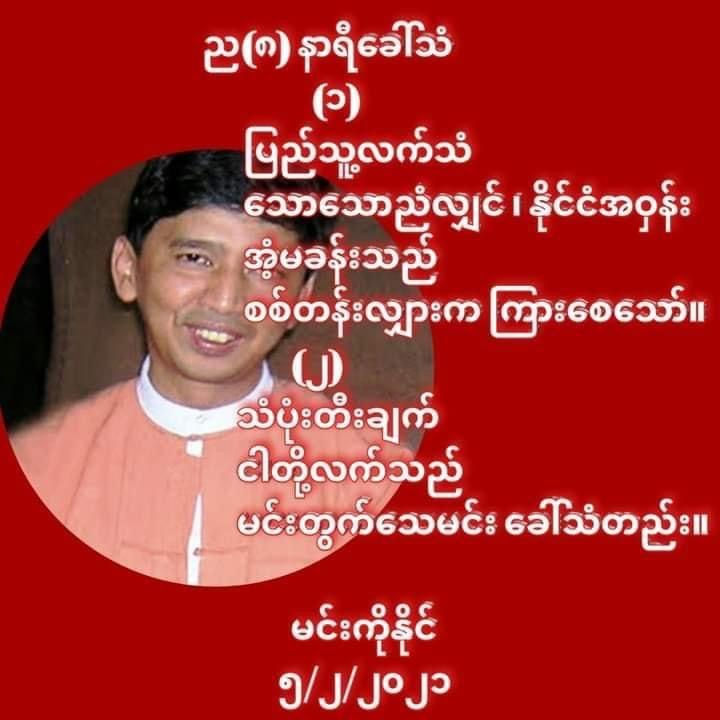 ည(၈) နာရီခေါ်သံ
(၁)
ပြည်သူ့လက်သံ
သောသောညံလျှင် ၊ နိုင်ငံအဝှန်း
အုံ့မခန်းသည်
စစ်တန်းလျှားက ကြားစေသော်။
(၂)
သံပုံးတီးချက်
ငါတို့လက်သည်
မင်းတွက်သေမင်း ခေါ်သံတည်း။
မင်းကိုနိုင်
၅/၂/၂၀၂၁